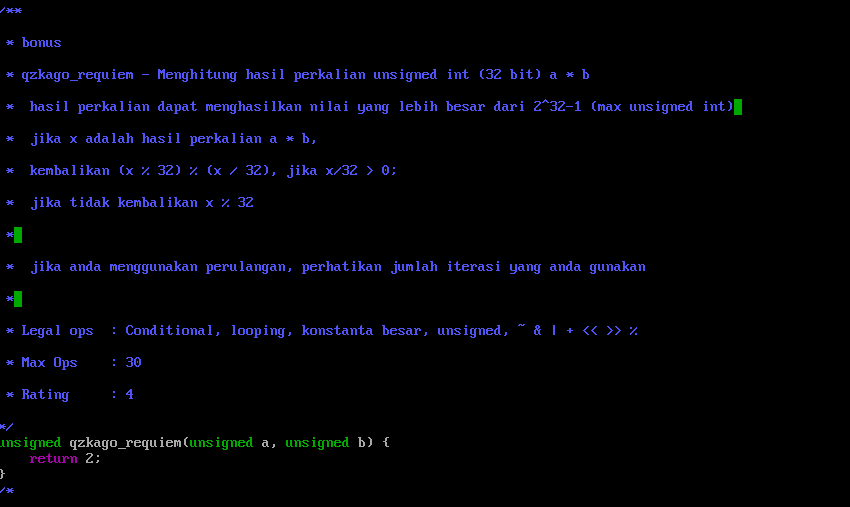 /**
* bonus
* qzkago_requiem - Menghitung hasil perkalian unsigned int (32 bit) a * b
* hasil perkalian dapat menghasilkan nilai yang lebih besar dari 2^32-1 (max unsigned int)
* jika x adalah hasil perkalian a * b,
* kembalikan (x % 32) % (x / 32), jika x/32 > 0;
* jika tidak kembalikan x % 32
*
* jika anda menggunakan perulangan, perhatikan jumlah iterasi yang anda gunakan
*
* Legal ops : Conditional, looping, konstanta besar, unsigned, ~ & | + << >> %
* Max Ops : 30
* Rating : 4
*/
unsigned qzkago_requiem(unsigned a, unsigned b) {
return 2;
}
/*